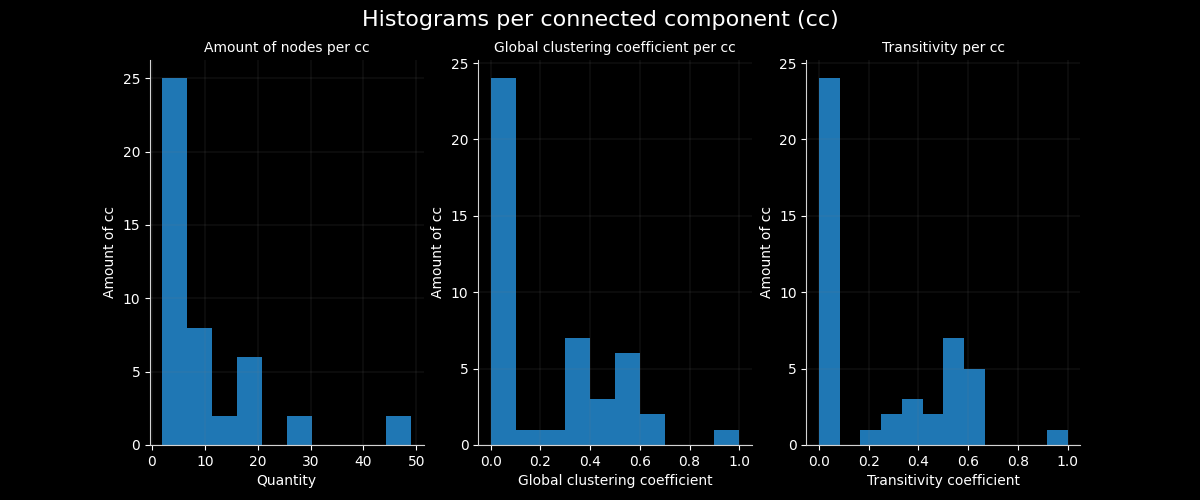 Histograms per connected component (cc)
Amount of nodes per cc
Global clustering coefficient per cc
Transitivity per cc
25
20
15
10
5
0
Amount of cc
0 10 20 30 40 50
Quantity
25
20
15
10
5
0
Amount of cc
0.0 0.2 0.4 0.6 0.8 1.0
Global clustering coefficient
25
20
15
10
5
0
Amount of cc
0.0 0.2 0.4 0.6 0.8 1.0
Transitivity coefficient